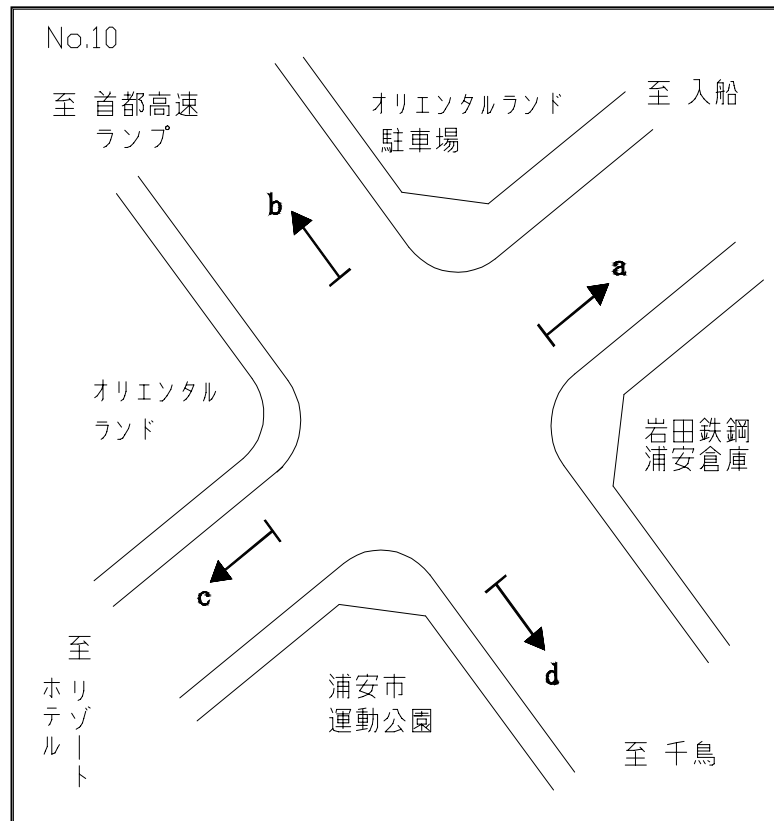 No.10
至 首都高速
ランプ
オリエンタルランド
駐車場
至 入船
b
a
オリエンタル
ランド
岩田鉄鋼
浦安倉庫
c
d
至 リゾート
ホテル
浦安市
運動公園
至 千鳥